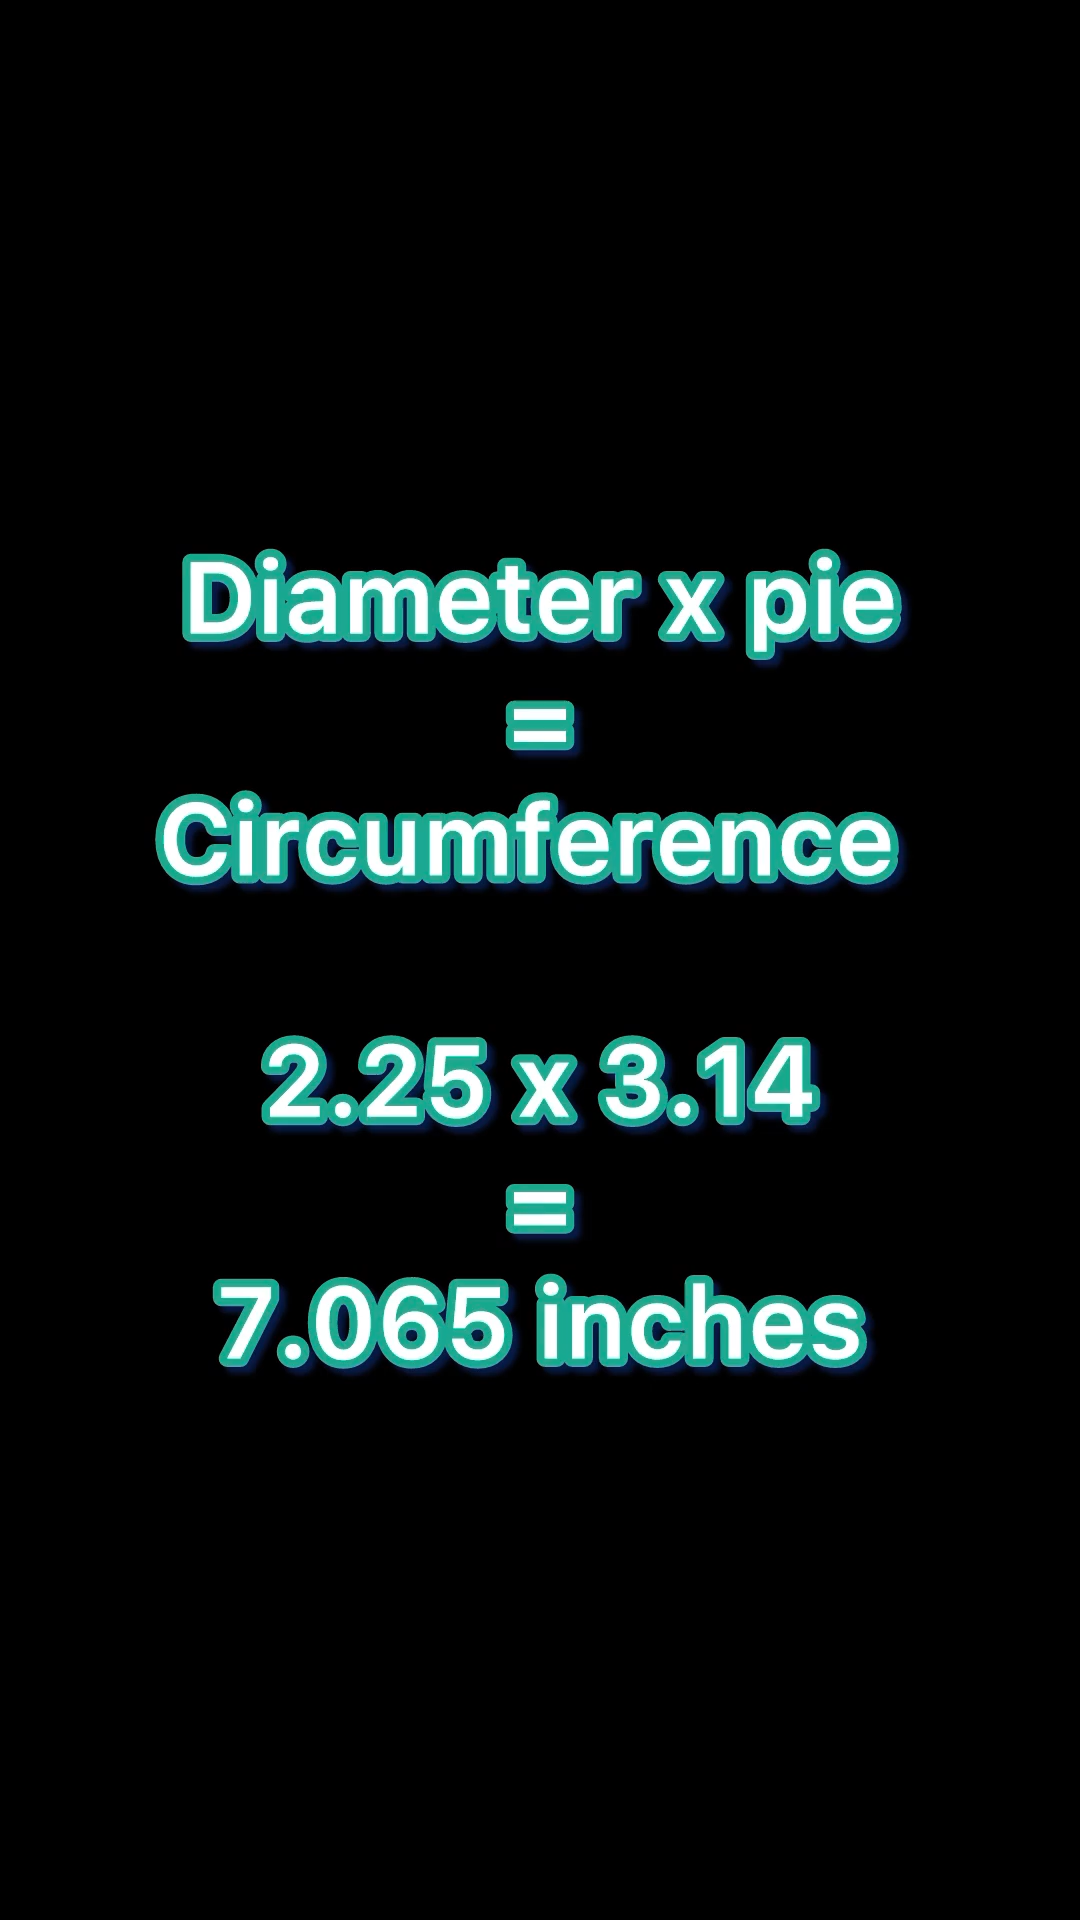 Diameter x pie
=
Circumference
2.25 x 3.14
=
7.065 inches